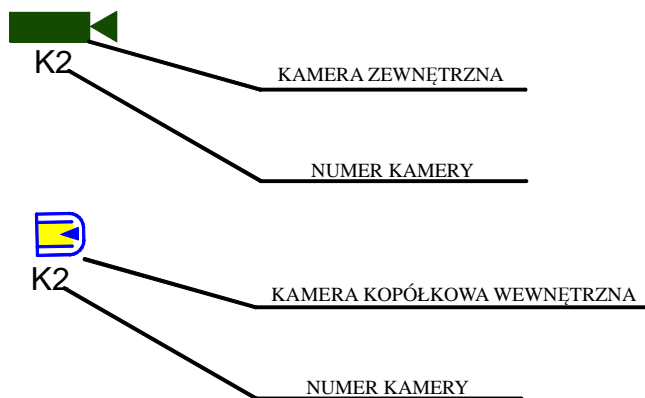 K2
KAMERA ZEWNĘTRZNA
NUMER KAMERY
K2
KAMERA KOPÓŁKOWA WEWNĘTRZNA
NUMER KAMERY